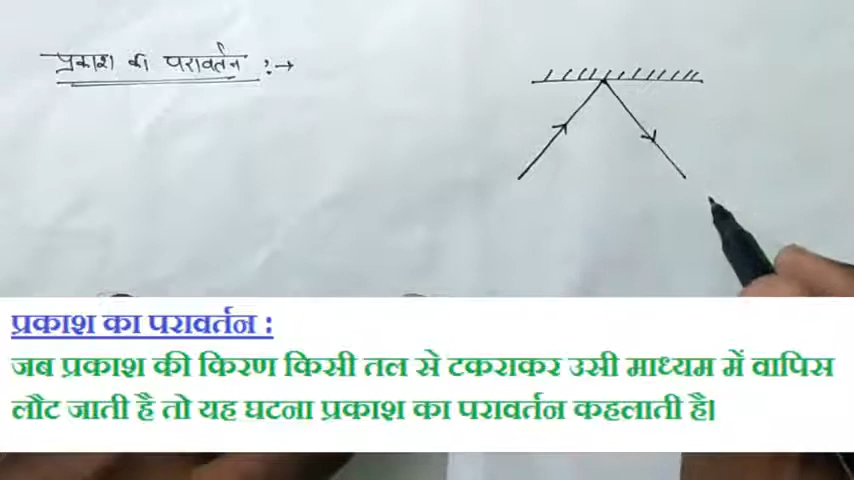 प्रकाश का परावर्तन :→
प्रकाश का परावर्तन :
जब प्रकाश की किरण किसी तल से टकराकर उसी माध्यम में वापिस
लौट जाती है तो यह घटना प्रकाश का परावर्तन कहलाती है।